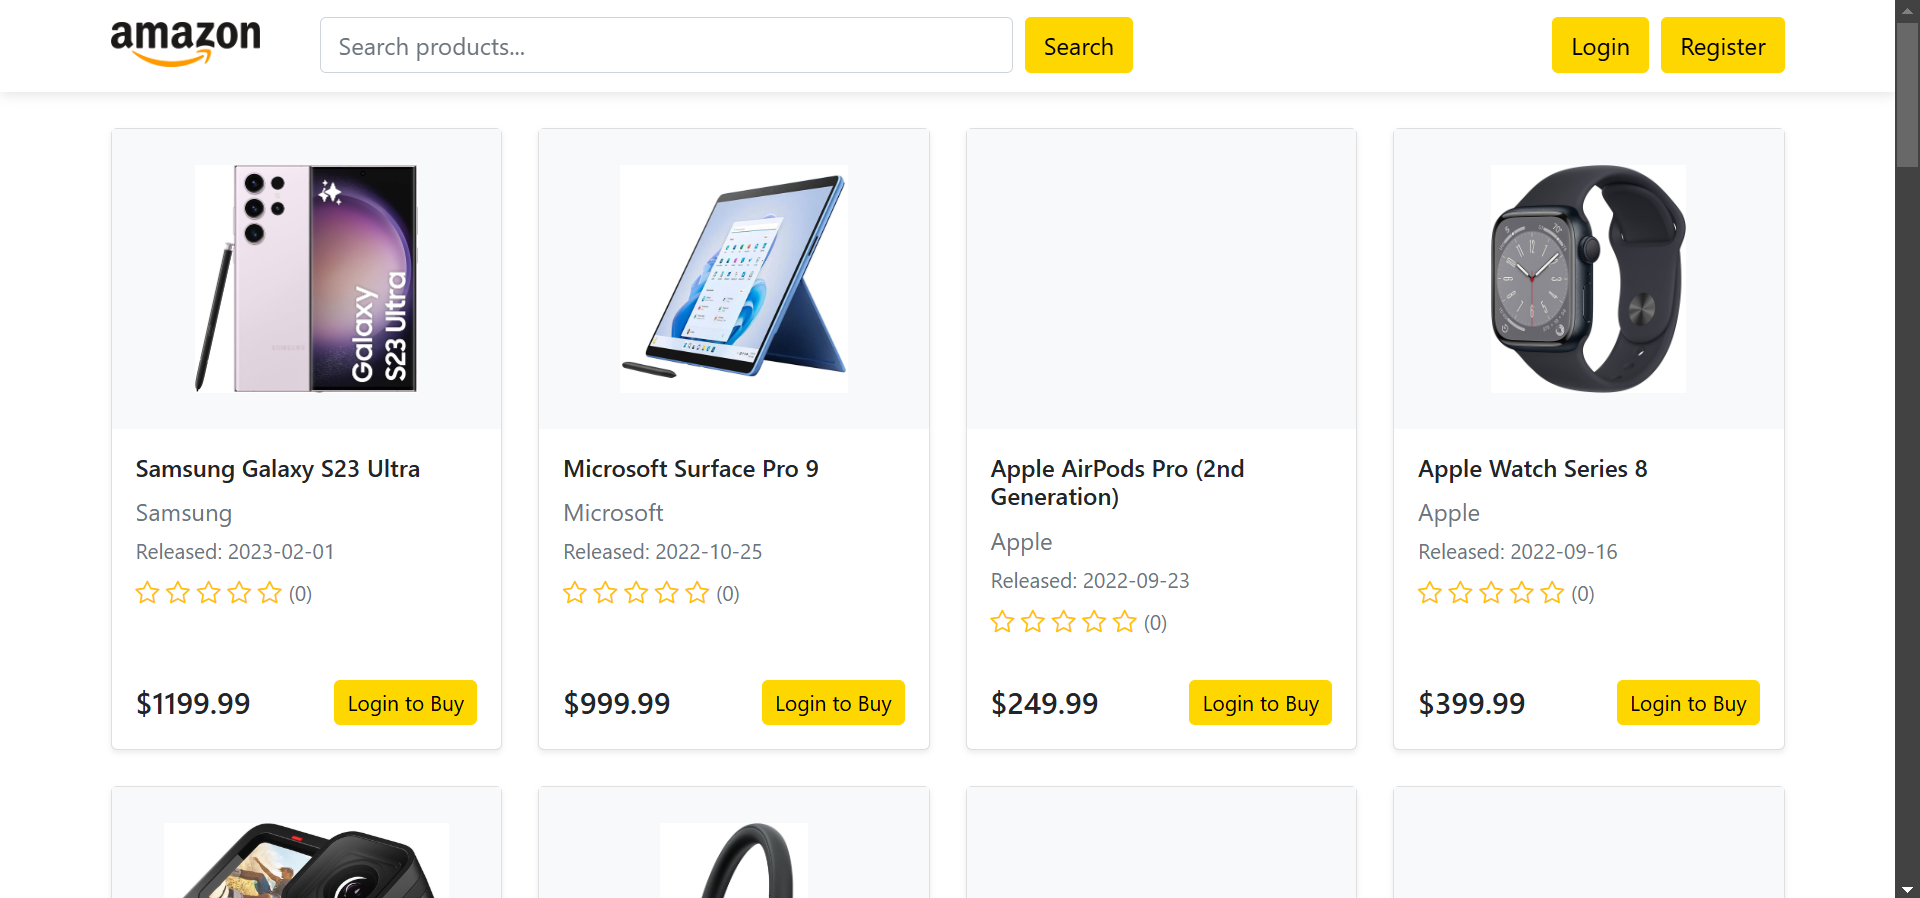 amazon
Search products...
Search
Login
Register
Galaxy
S23 Ultra
SAMSUNG
Samsung Galaxy S23 Ultra
Samsung
Released: 2023-02-01
(0)
$1199.99
Login to Buy
Microsoft Surface Pro 9
Microsoft
Released: 2022-10-25
(0)
$999.99
Login to Buy
Apple AirPods Pro (2nd
Generation)
Apple
Released: 2022-09-23
(0)
$249.99
Login to Buy
Apple Watch Series 8
Apple
Released: 2022-09-16
(0)
$399.99
Login to Buy